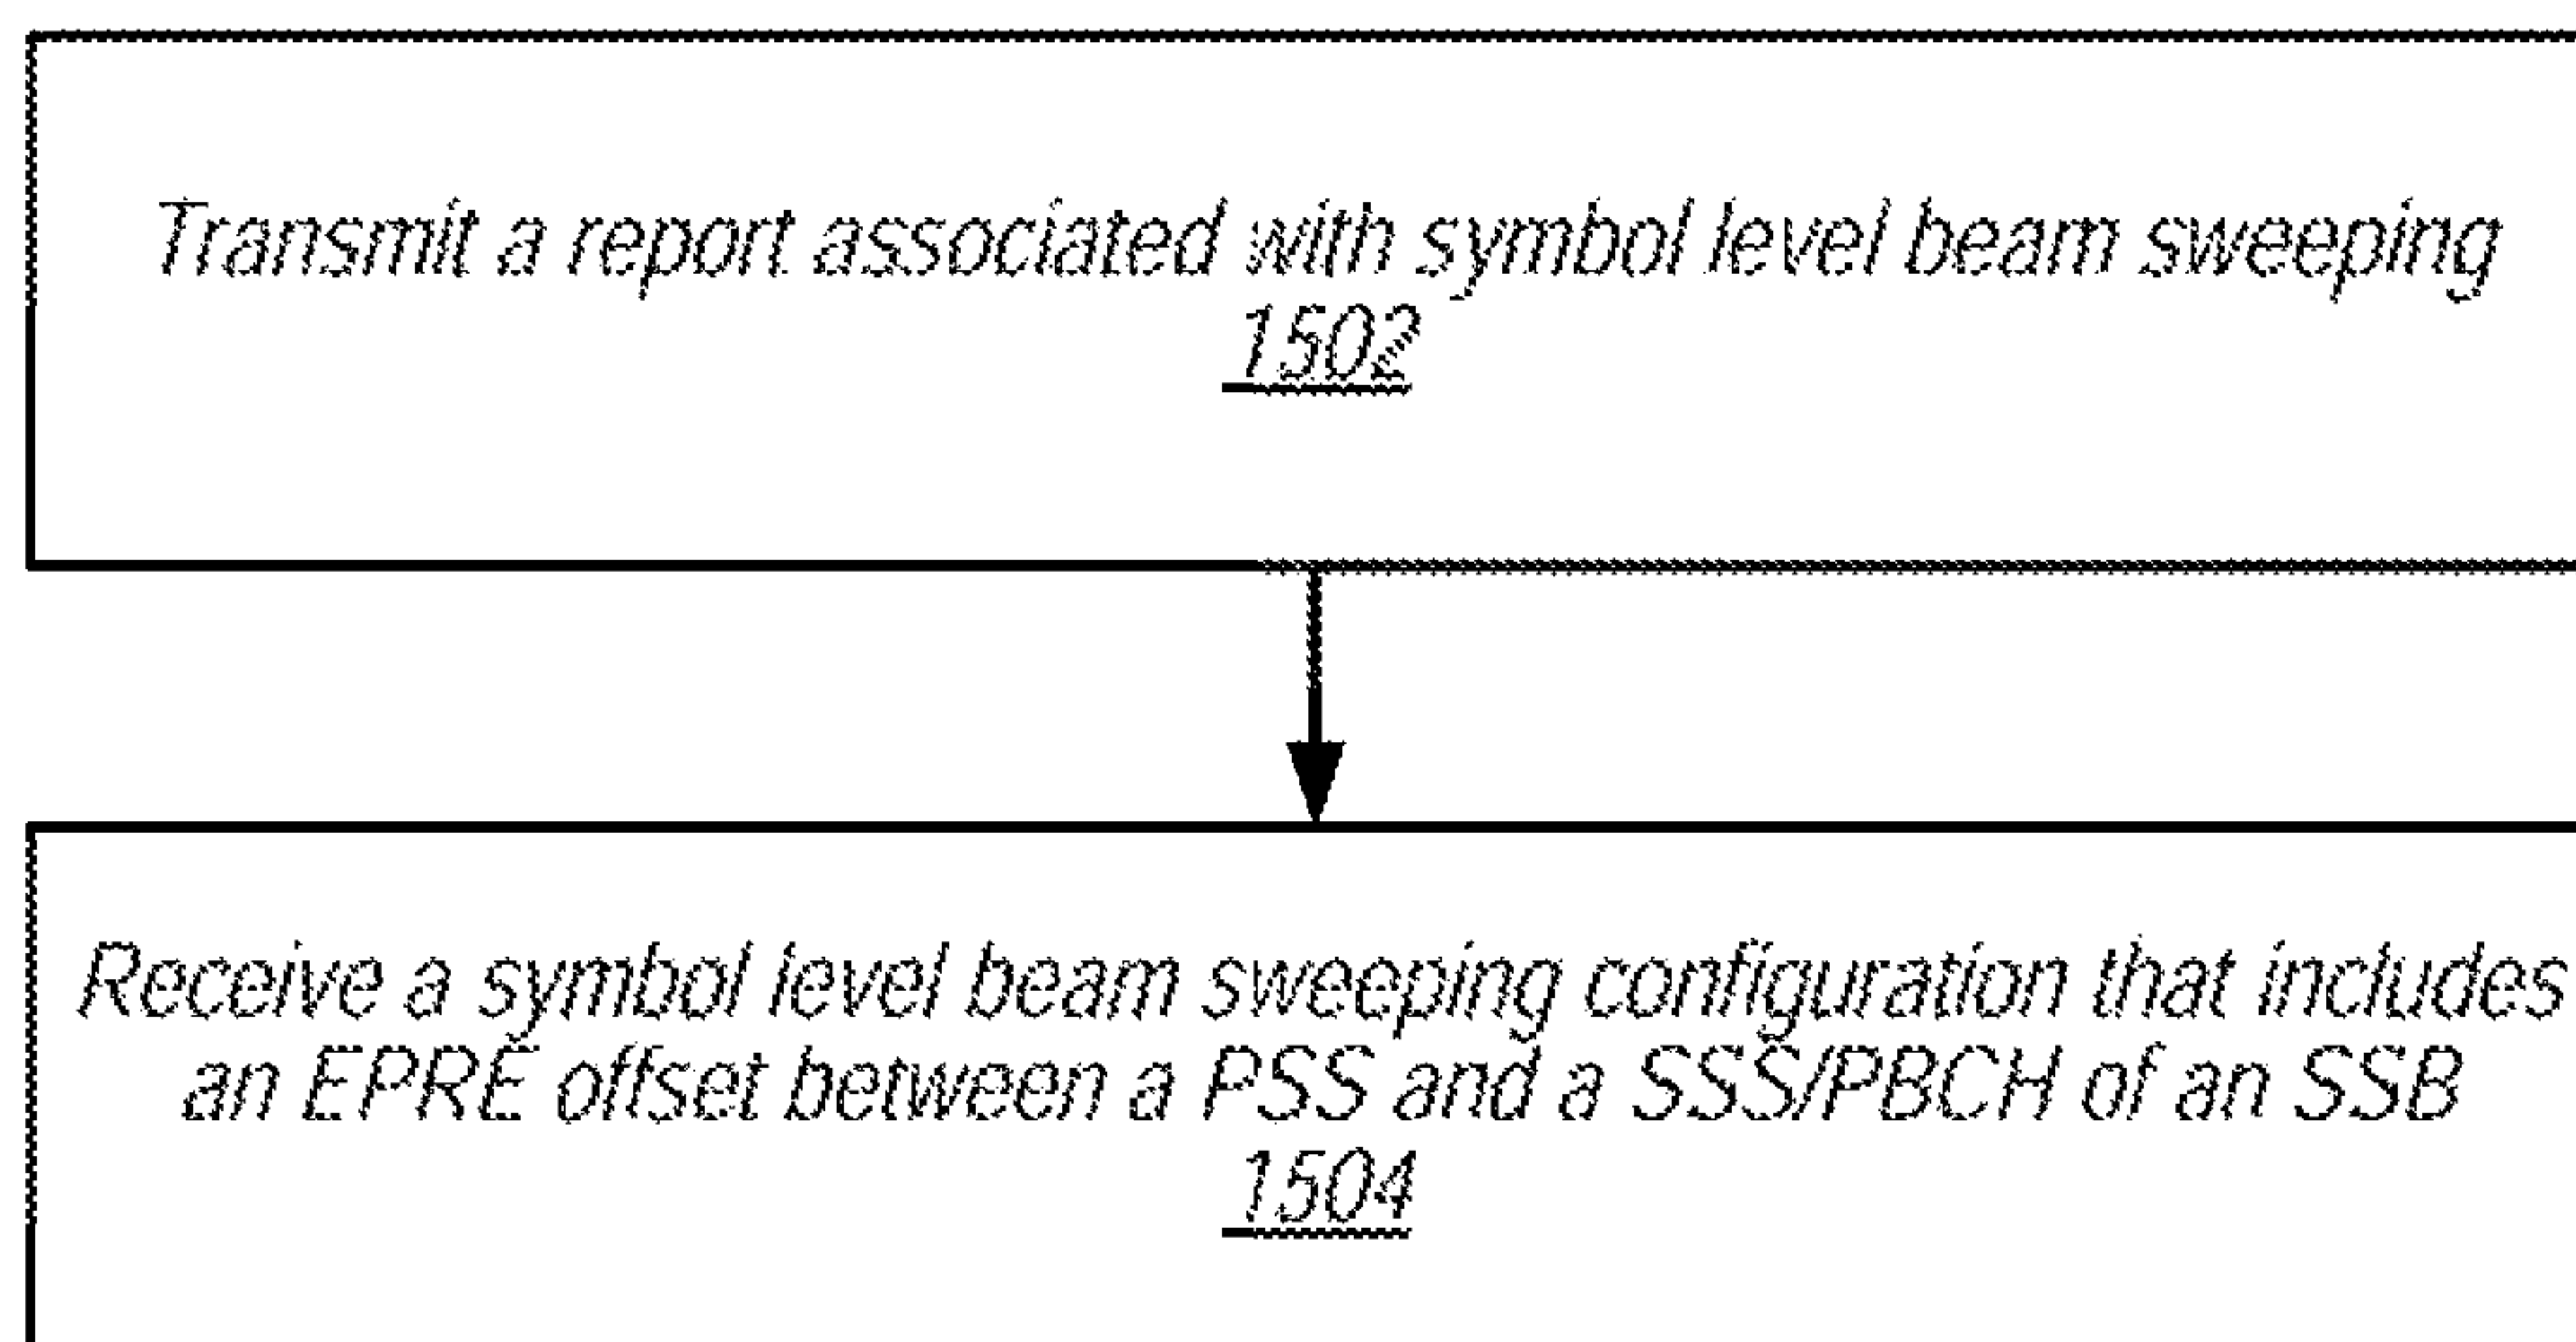 Transmit a report associated with symbol level beam sweeping
1502
Receive a symbol level beam sweeping configuration that includes
an EPRE offset between a PSS and a SSS/PBCH of an SSB
1504